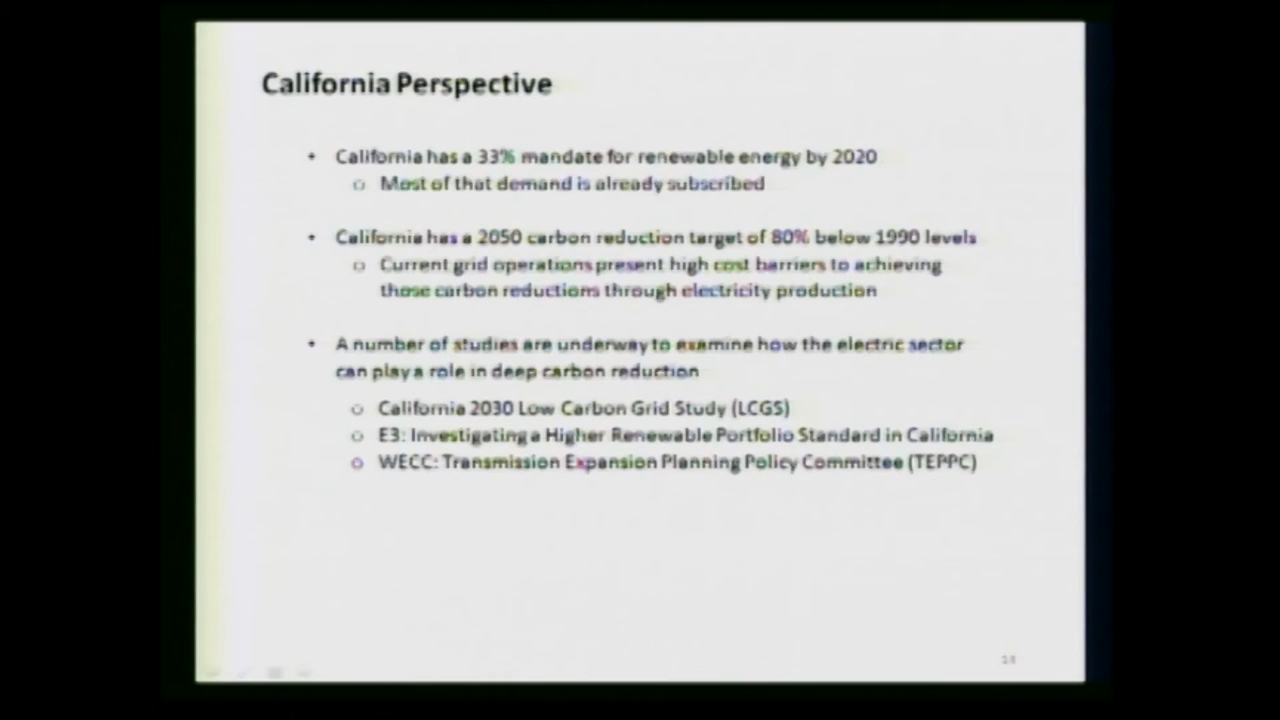 California Perspective
• California has a 33% mandate for renewable energy by 2020
o Most of that demand is already subscribed
• California has a 2050 carbon reduction target of 80% below 1990 levels
o Current grid operations present high cost barriers to achieving
those carbon reductions through electricity production
• A number of studies are underway to examine how the electric sector
can play a role in deep carbon reduction
o California 2030 Low Carbon Grid Study (LCGS)
o E3: Investigating a Higher Renewable Portfolio Standard in California
o WECC: Transmission Expansion Planning Policy Committee (TEPPC)